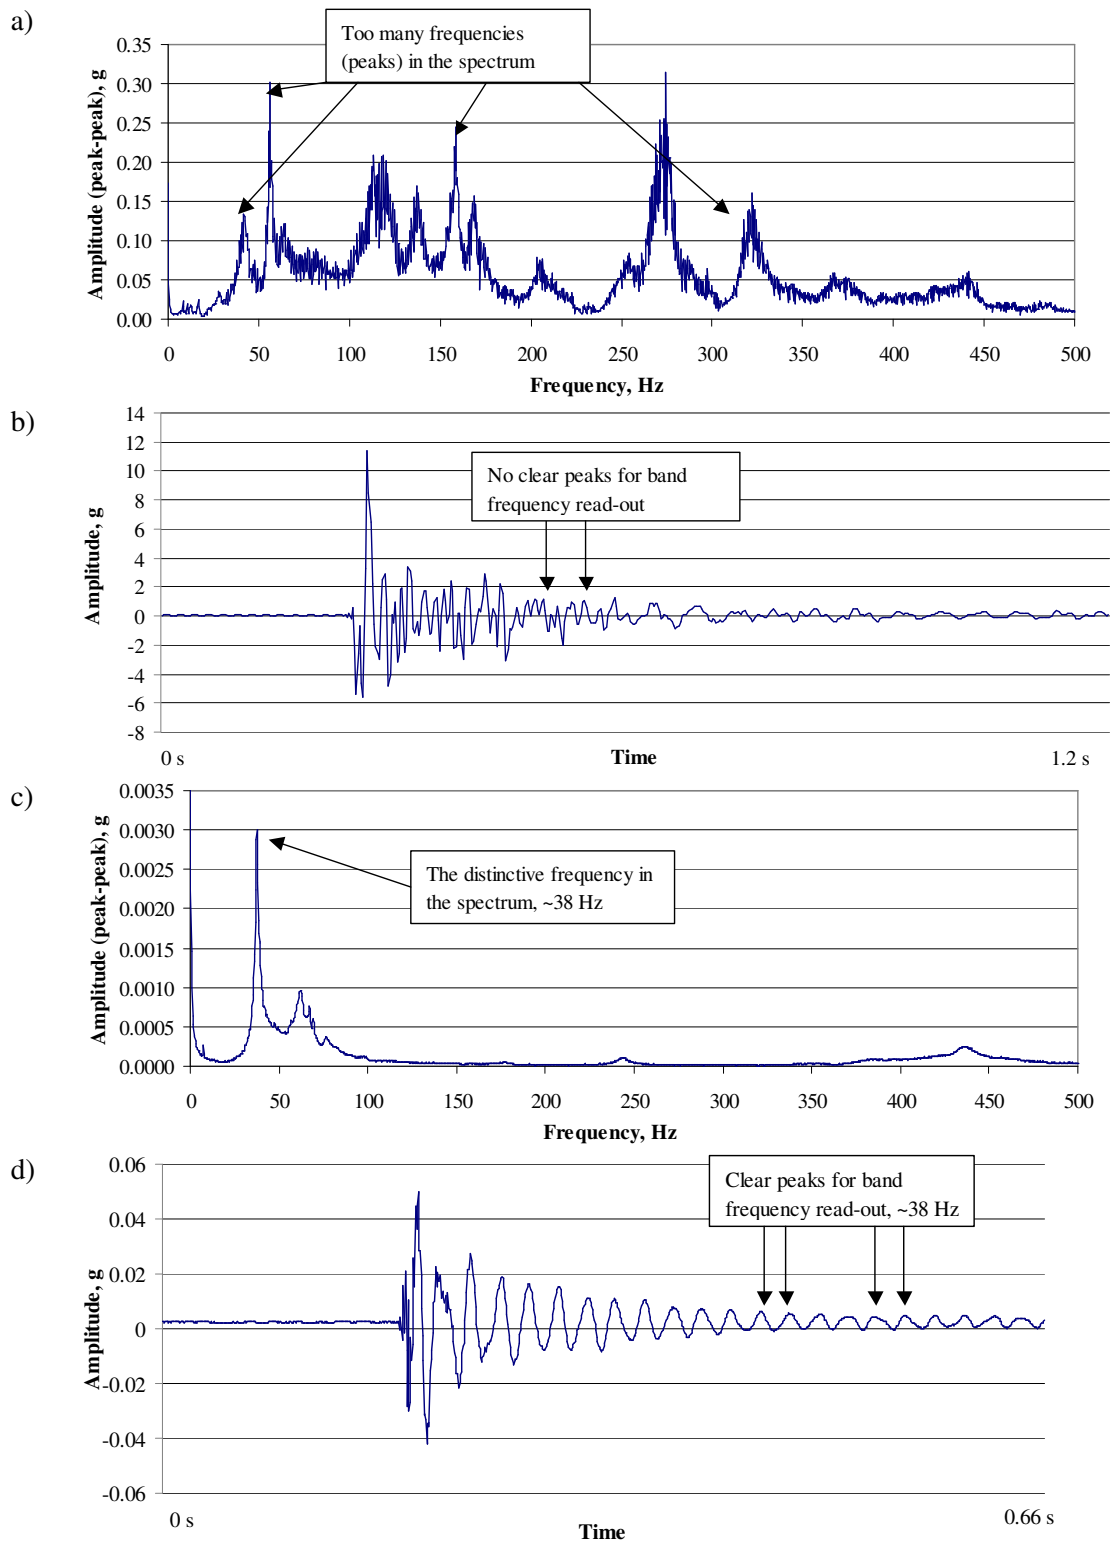 a)
Too many frequencies
(peaks) in the spectrum
Amplitude (peak-peak), g
0.35
0.30
0.25
0.20
0.15
0.10
0.05
0.00
0 50 100 150 200 250 300 350 400 450 500
Frequency, Hz
b)
No clear peaks for band
frequency read-out
Amplitude, g
14
12
10
8
6
4
2
0
-2
-4
-6
-8
0 s Time 1.2 s
c)
The distinctive frequency in
the spectrum, ~38 Hz
Amplitude (peak-peak), g
0.0035
0.0030
0.0025
0.0020
0.0015
0.0010
0.0005
0.0000
0 50 100 150 200 250 300 350 400 450 500
Frequency, Hz
d)
Clear peaks for band
frequency read-out, ~38 Hz
Amplitude, g
0.06
0.04
0.02
0
-0.02
-0.04
-0.06
0 s Time 0.66 s